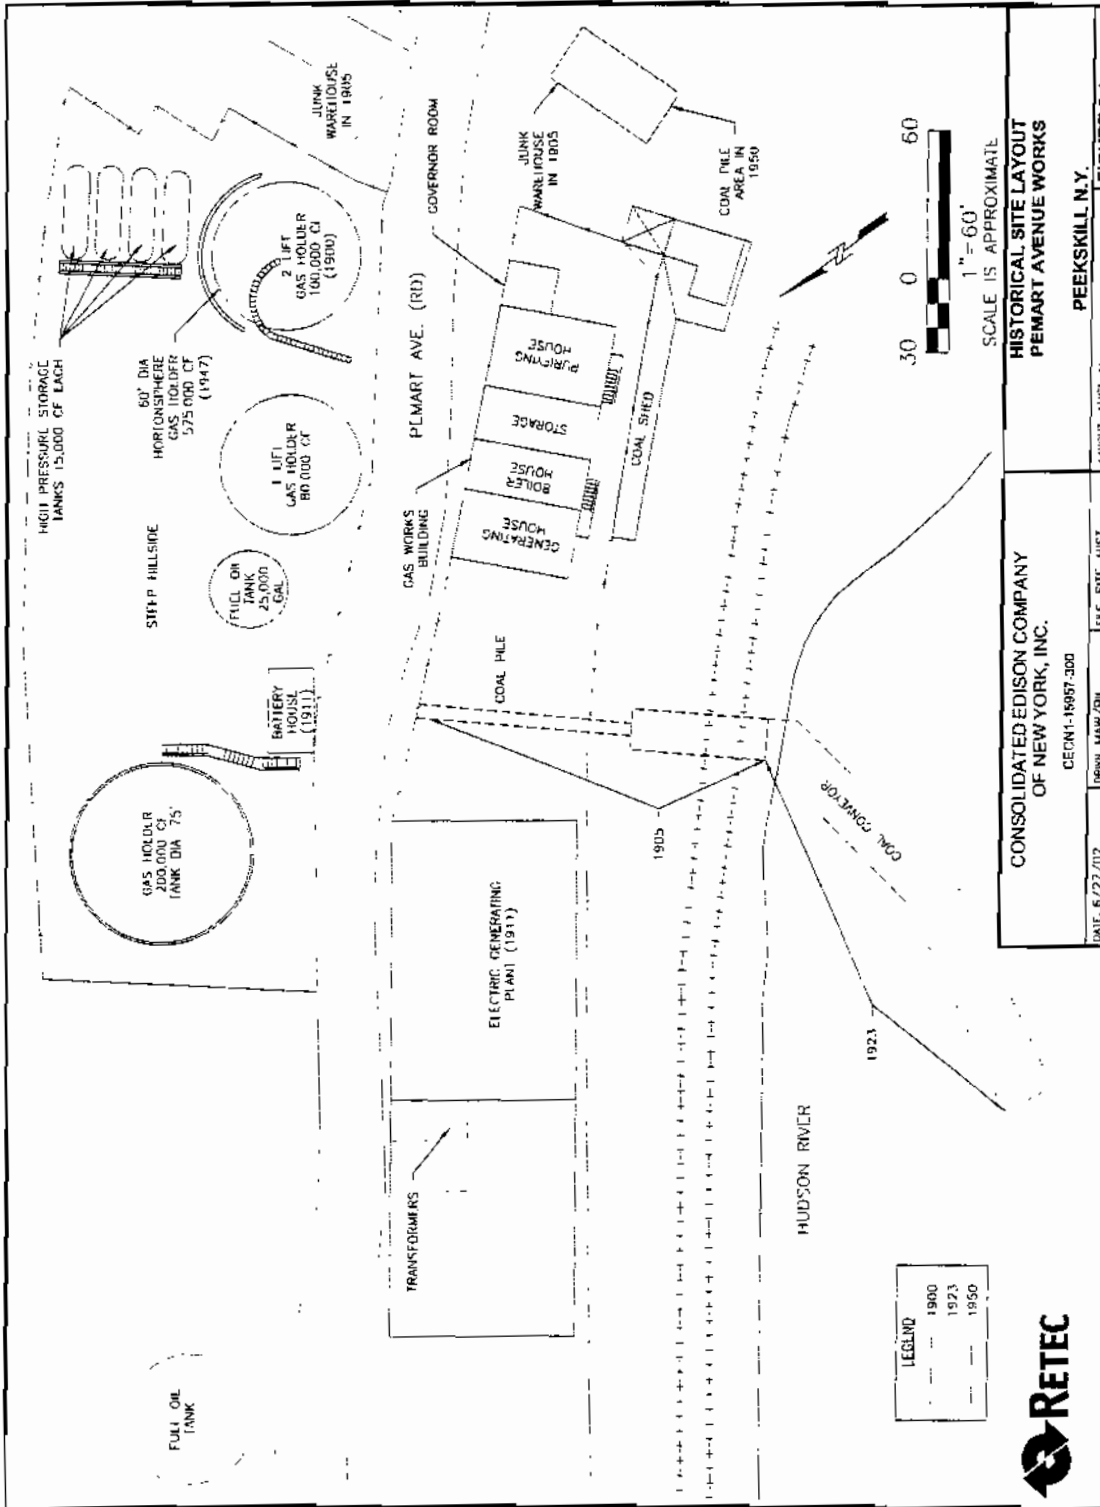 HIGH PRESSURE STORAGE
TANKS 15,000 CF EACH
60' DIA
HORTONSPHERE
GAS HOLDER
575,000 CF
(1947)
JUNK
WAREHOUSE
IN 1905
2 LIFT
GAS HOLDER
100,000 CF
(1900)
1 LIFT
GAS HOLDER
80,000 CF
STEEP HILLSIDE
FUEL OIL
TANK
25,000
GAL
BATTERY
HOUSE
(1911)
GAS HOLDER
200,000 CF
TANK DIA 75'
FUEL OIL
TANK
PEMART AVE. (RD)
GOVERNOR ROOM
GAS WORKS
BUILDING
PURIFYING
HOUSE
STORAGE
BOILER
HOUSE
GENERATING
HOUSE
COAL SHED
JUNK
WAREHOUSE
IN 1905
COAL PILE
AREA IN
1950
COAL PILE
1905
ELECTRIC GENERATING
PLANT (1911)
TRANSFORMERS
COAL CONVEYOR
1923
HUDSON RIVER
LEGEND
1900
1923
1950
N
30 0 60
1"=60'
SCALE IS APPROXIMATE
RETEC
CONSOLIDATED EDISON COMPANY
OF NEW YORK, INC.
CECN1-15957-300
HISTORICAL SITE LAYOUT
PEMART AVENUE WORKS
PEEKSKILL N.Y.